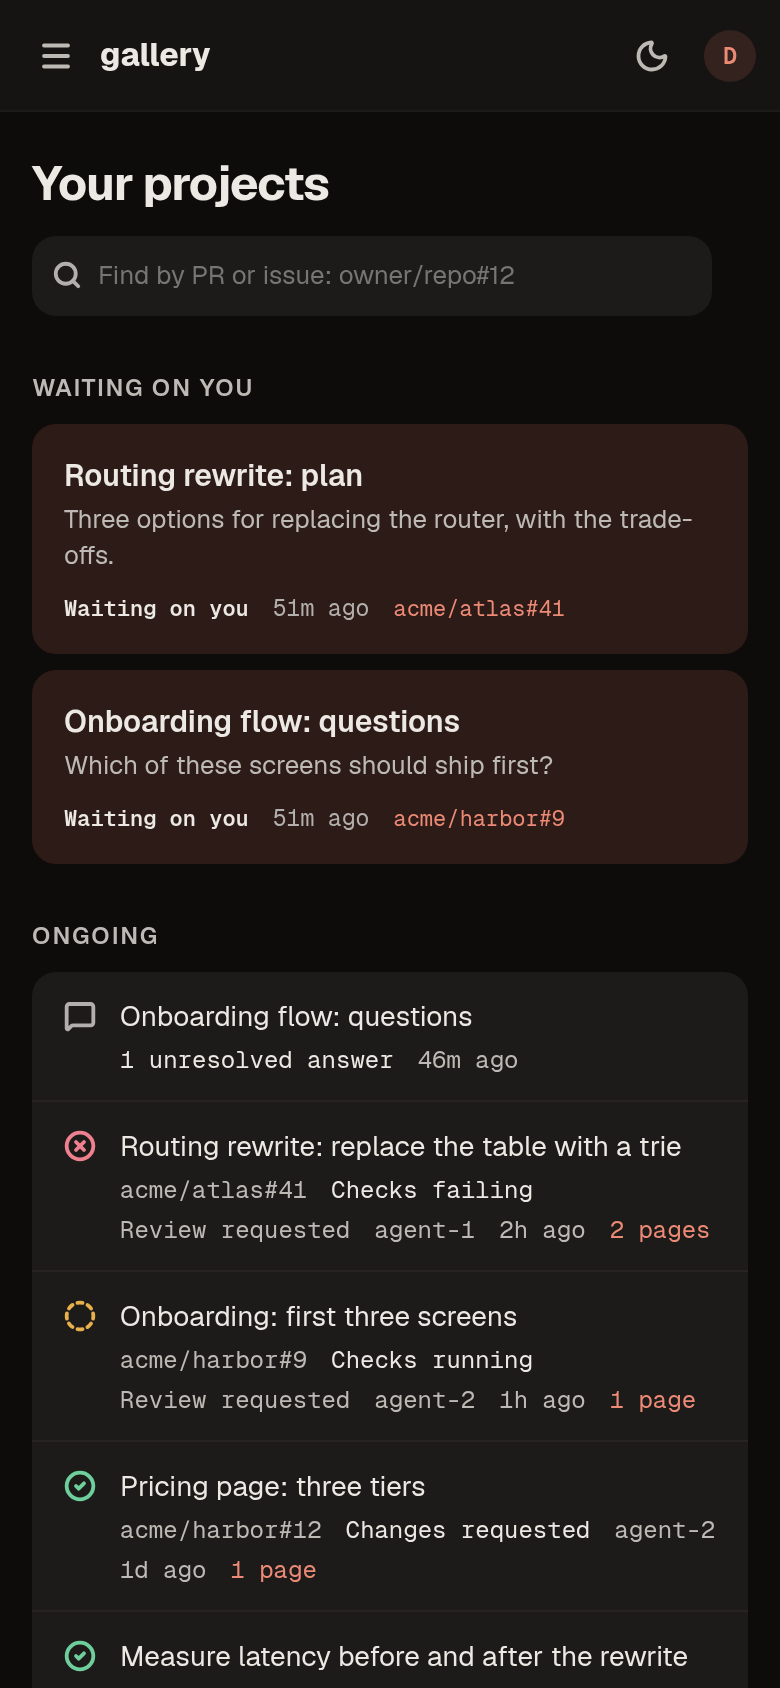 gallery
D
Your projects
Find by PR or issue: owner/repo#12
WAITING ON YOU
Routing rewrite: plan
Three options for replacing the router, with the trade-
offs.
Waiting on you 51m ago acme/atlas#41
Onboarding flow: questions
Which of these screens should ship first?
Waiting on you 51m ago acme/harbor#9
ONGOING
Onboarding flow: questions
1 unresolved answer 46m ago
Routing rewrite: replace the table with a trie
acme/atlas#41 Checks failing
Review requested agent-1 2h ago 2 pages
Onboarding: first three screens
acme/harbor#9 Checks running
Review requested agent-2 1h ago 1 page
Pricing page: three tiers
acme/harbor#12 Changes requested agent-2
1d ago 1 page
Measure latency before and after the rewrite